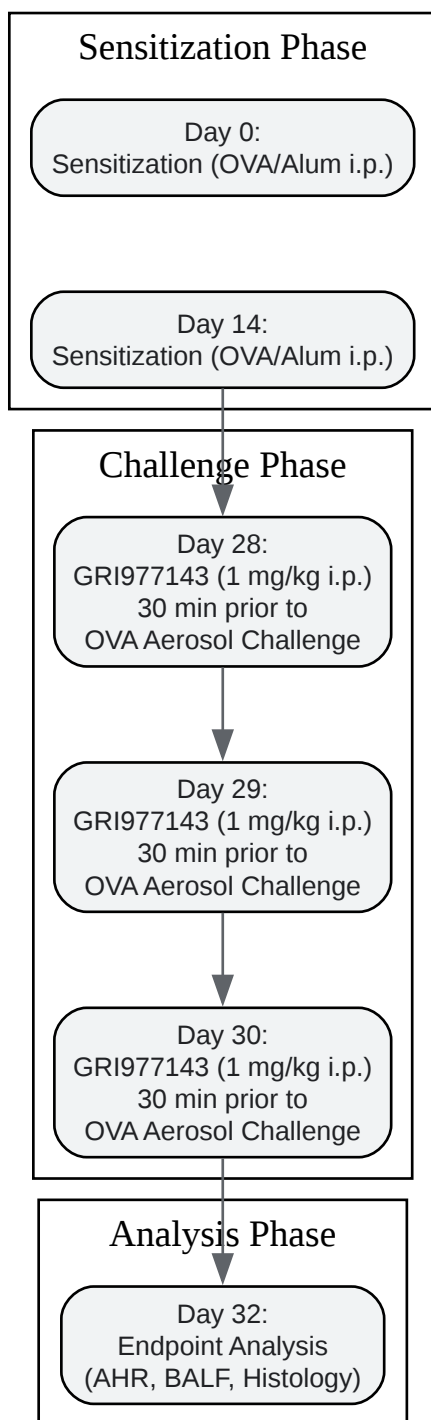 Sensitization Phase
Day 0:
Sensitization (OVA/Alum i.p.)
Day 14:
Sensitization (OVA/Alum i.p.)
Challenge Phase
Day 28:
GRI977143 (1 mg/kg i.p.)
30 min prior to
OVA Aerosol Challenge
Day 29:
GRI977143 (1 mg/kg i.p.)
30 min prior to
OVA Aerosol Challenge
Day 30:
GRI977143 (1 mg/kg i.p.)
30 min prior to
OVA Aerosol Challenge
Analysis Phase
Day 32:
Endpoint Analysis
(AHR, BALF, Histology)